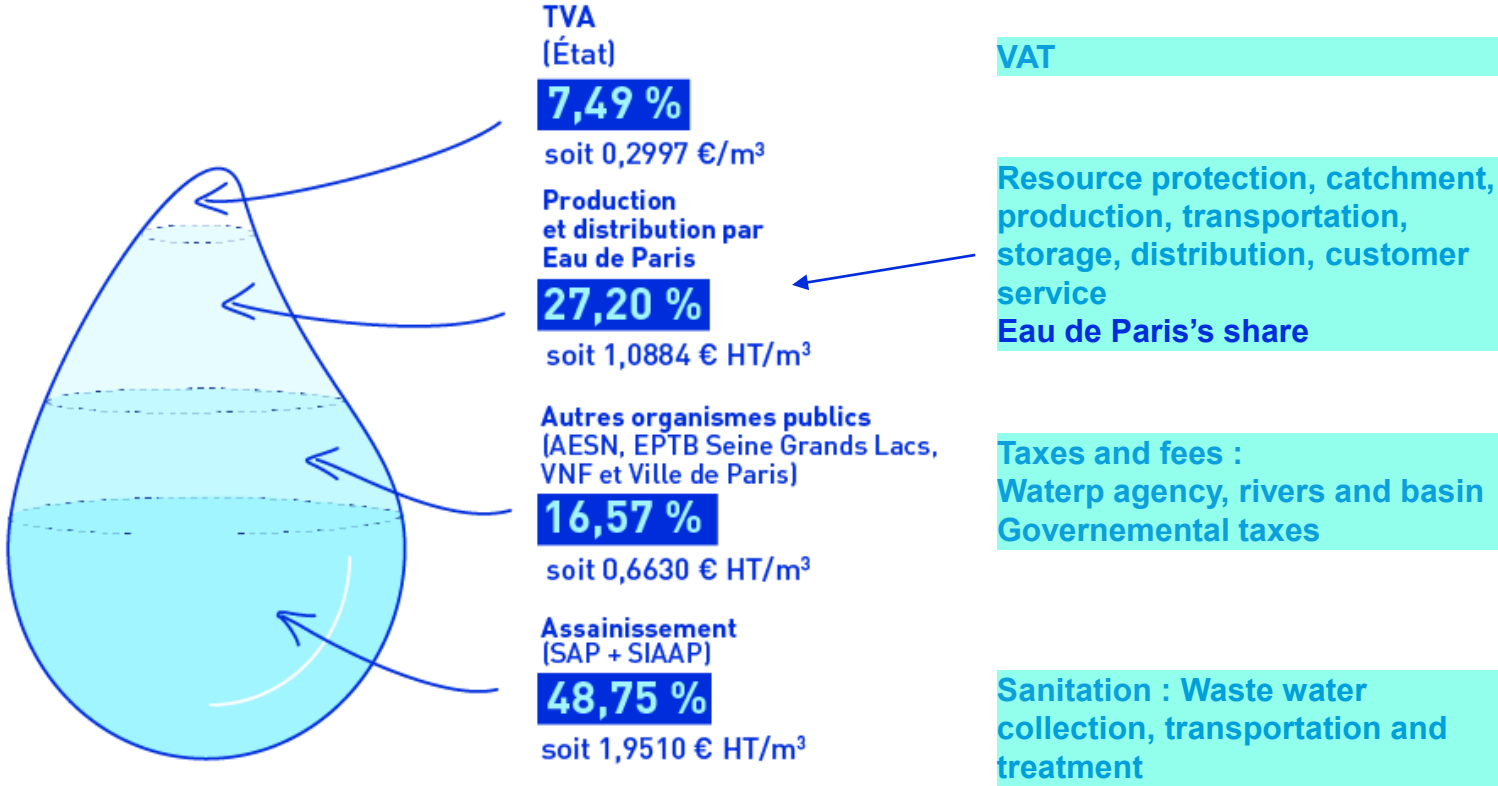 TVA
(État)
7,49 %
soit 0,2997 €/m³
VAT
Production
et distribution par
Eau de Paris
27,20 %
soit 1,0884 € HT/m³
Resource protection, catchment,
production, transportation,
storage, distribution, customer
service
Eau de Paris’s share
Autres organismes publics
(AESN, EPTB Seine Grands Lacs,
VNF et Ville de Paris)
16,57 %
soit 0,6630 € HT/m³
Taxes and fees :
Waterp agency, rivers and basin
Governemental taxes
Assainissement
(SAP + SIAAP)
48,75 %
soit 1,9510 € HT/m³
Sanitation : Waste water
collection, transportation and
treatment